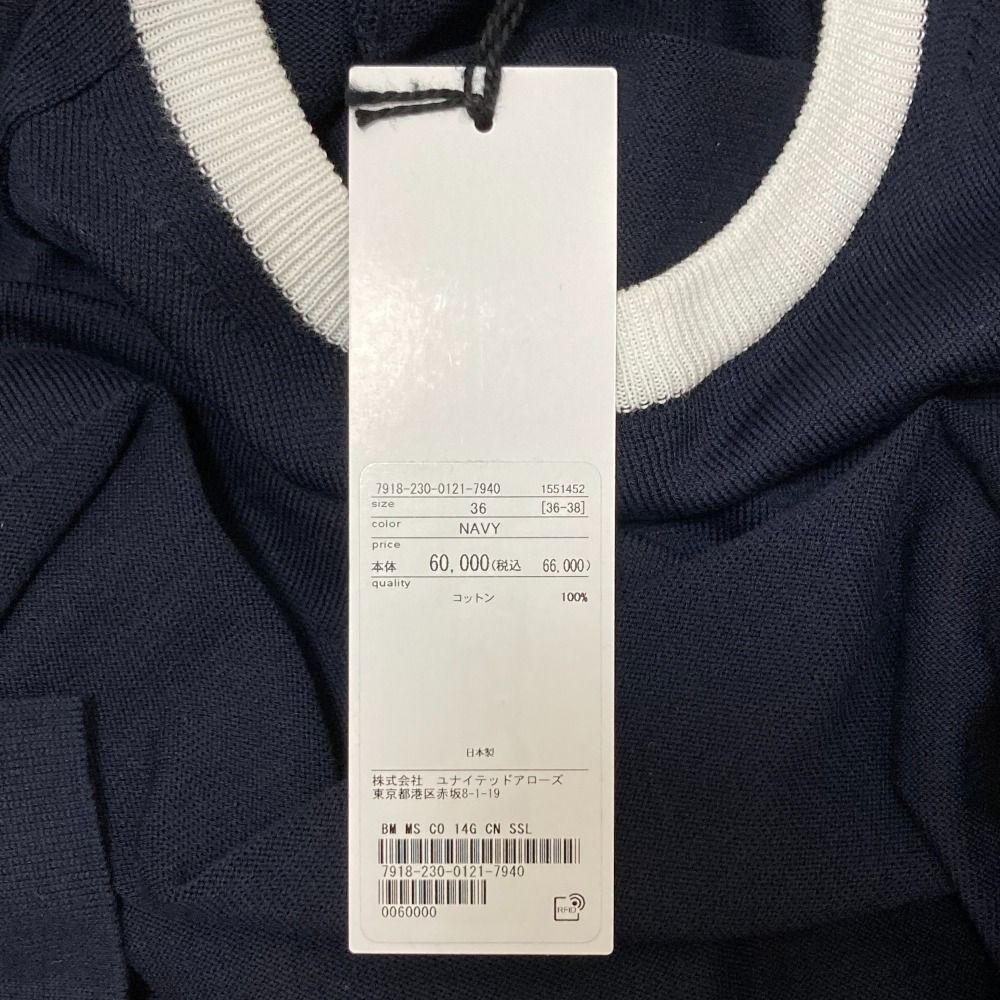 7918-230-0121-7940 1551452
size 36 [36-38]
color NAVY
price
本体 60,000(税込 66,000)
quality
コットン 100%
日本製
株式会社 ユナイテッドアローズ
東京都港区赤坂8-1-19
BM MS CO 14G CN SSL
7918-230-0121-7940
0060000
RFID